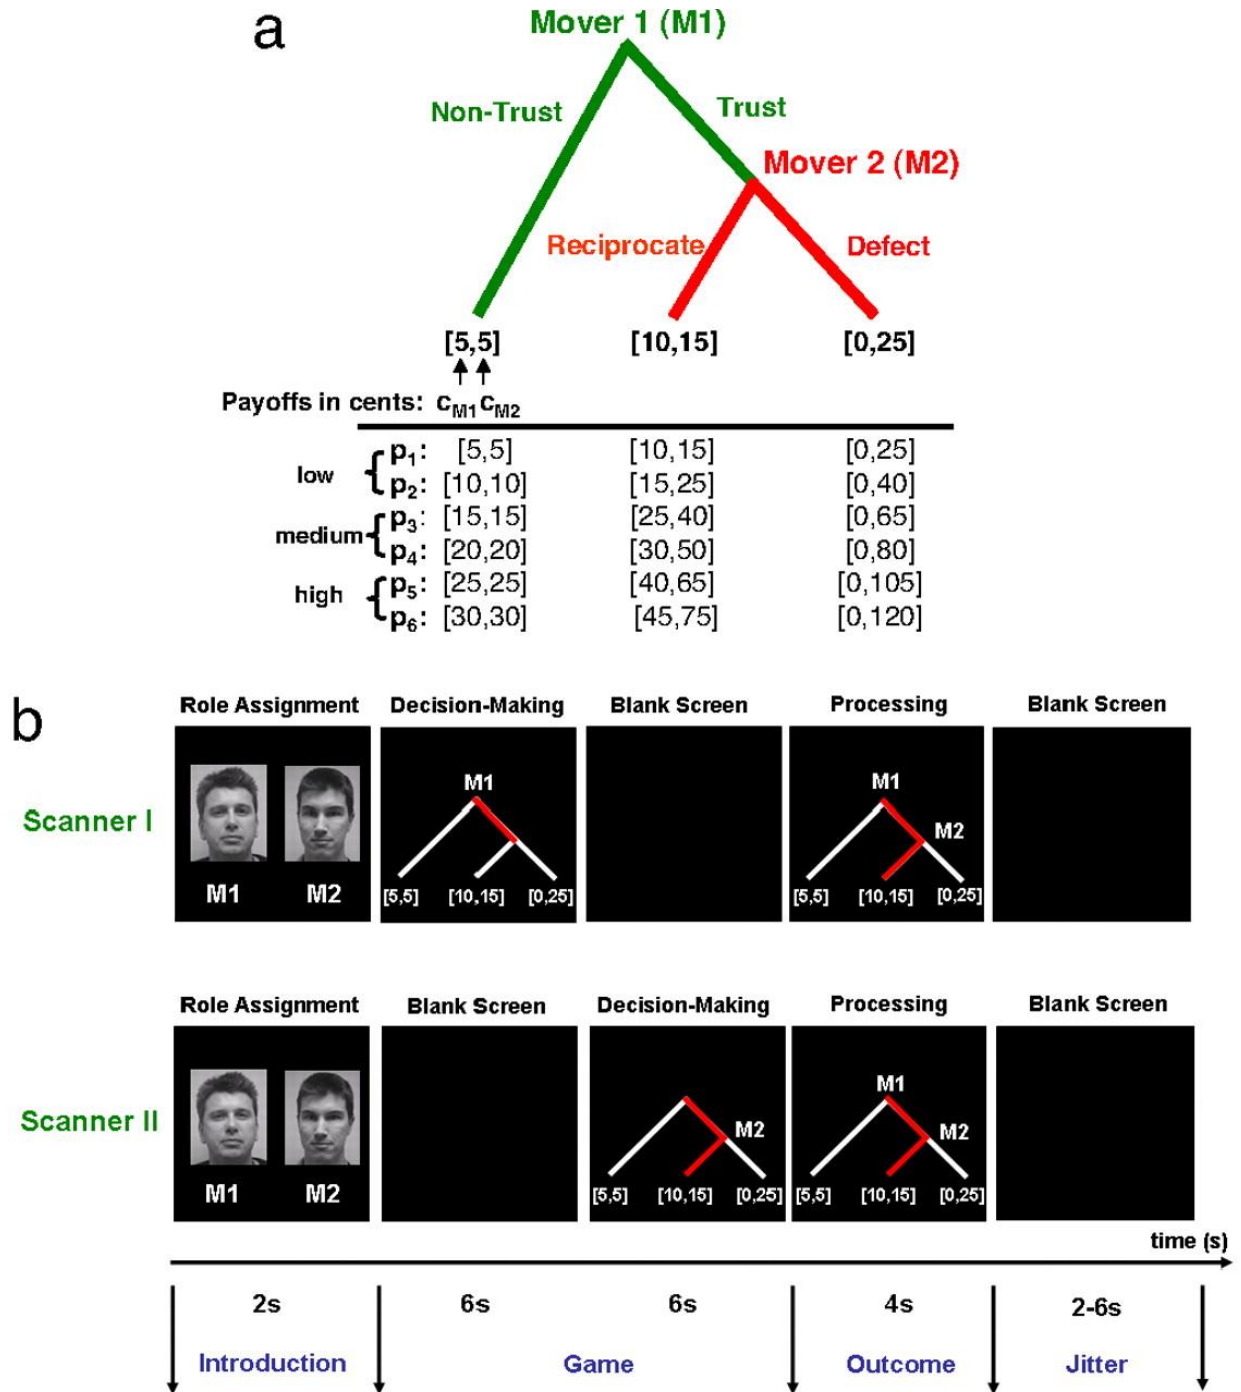 a
Mover 1 (M1)
Non-Trust
Trust
Mover 2 (M2)
Reciprocate
Defect
[5,5] [10,15] [0,25]
Payoffs in cents: cM1 cM2
low
p1: [5,5] [10,15] [0,25]
p2: [10,10] [15,25] [0,40]
medium
p3: [15,15] [25,40] [0,65]
p4: [20,20] [30,50] [0,80]
high
p5: [25,25] [40,65] [0,105]
p6: [30,30] [45,75] [0,120]
b
Role Assignment Decision-Making Blank Screen Processing Blank Screen
Scanner I
M1 M2
M1
[5,5] [10,15] [0,25]
M1
M2
[5,5] [10,15] [0,25]
Role Assignment Blank Screen Decision-Making Processing Blank Screen
Scanner II
M1 M2
M2
[5,5] [10,15] [0,25]
M1
M2
[5,5] [10,15] [0,25]
time (s)
2s 6s 6s 4s 2-6s
Introduction Game Outcome Jitter